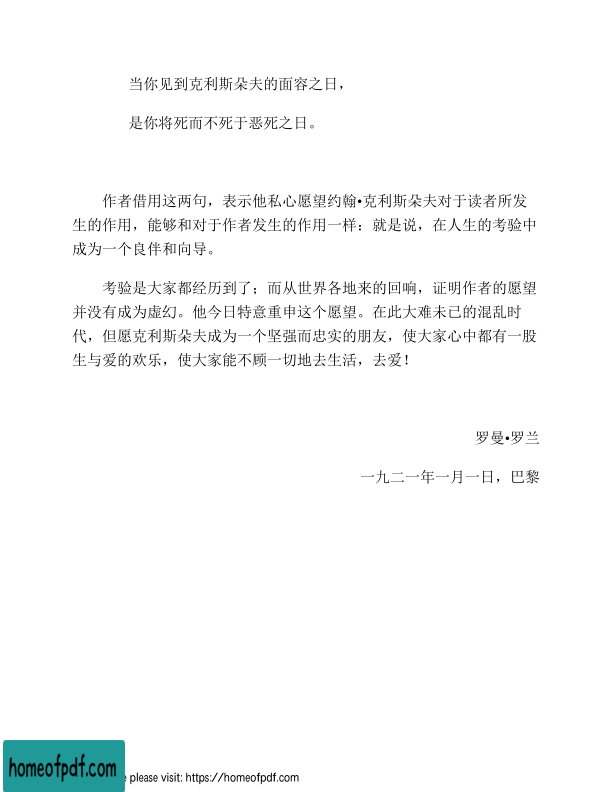 当你见到克利斯朵夫的面容之日，
是你将死而不死于恶死之日。
作者借用这两句，表示他私心愿望约翰•克利斯朵夫对于读者所发
生的作用，能够和对于作者发生的作用一样：就是说，在人生的考验中
成为一个良伴和向导。
考验是大家都经历到了；而从世界各地来的回响，证明作者的愿望
并没有成为虚幻。他今日特意重申这个愿望。在此大难未已的混乱时
代，但愿克利斯朵夫成为一个坚强而忠实的朋友，使大家心中都有一股
生与爱的欢乐，使大家能不顾一切地去生活，去爱！
罗曼•罗兰
一九二一年一月一日，巴黎
homeofpdf.com
please visit: https://homeofpdf.com